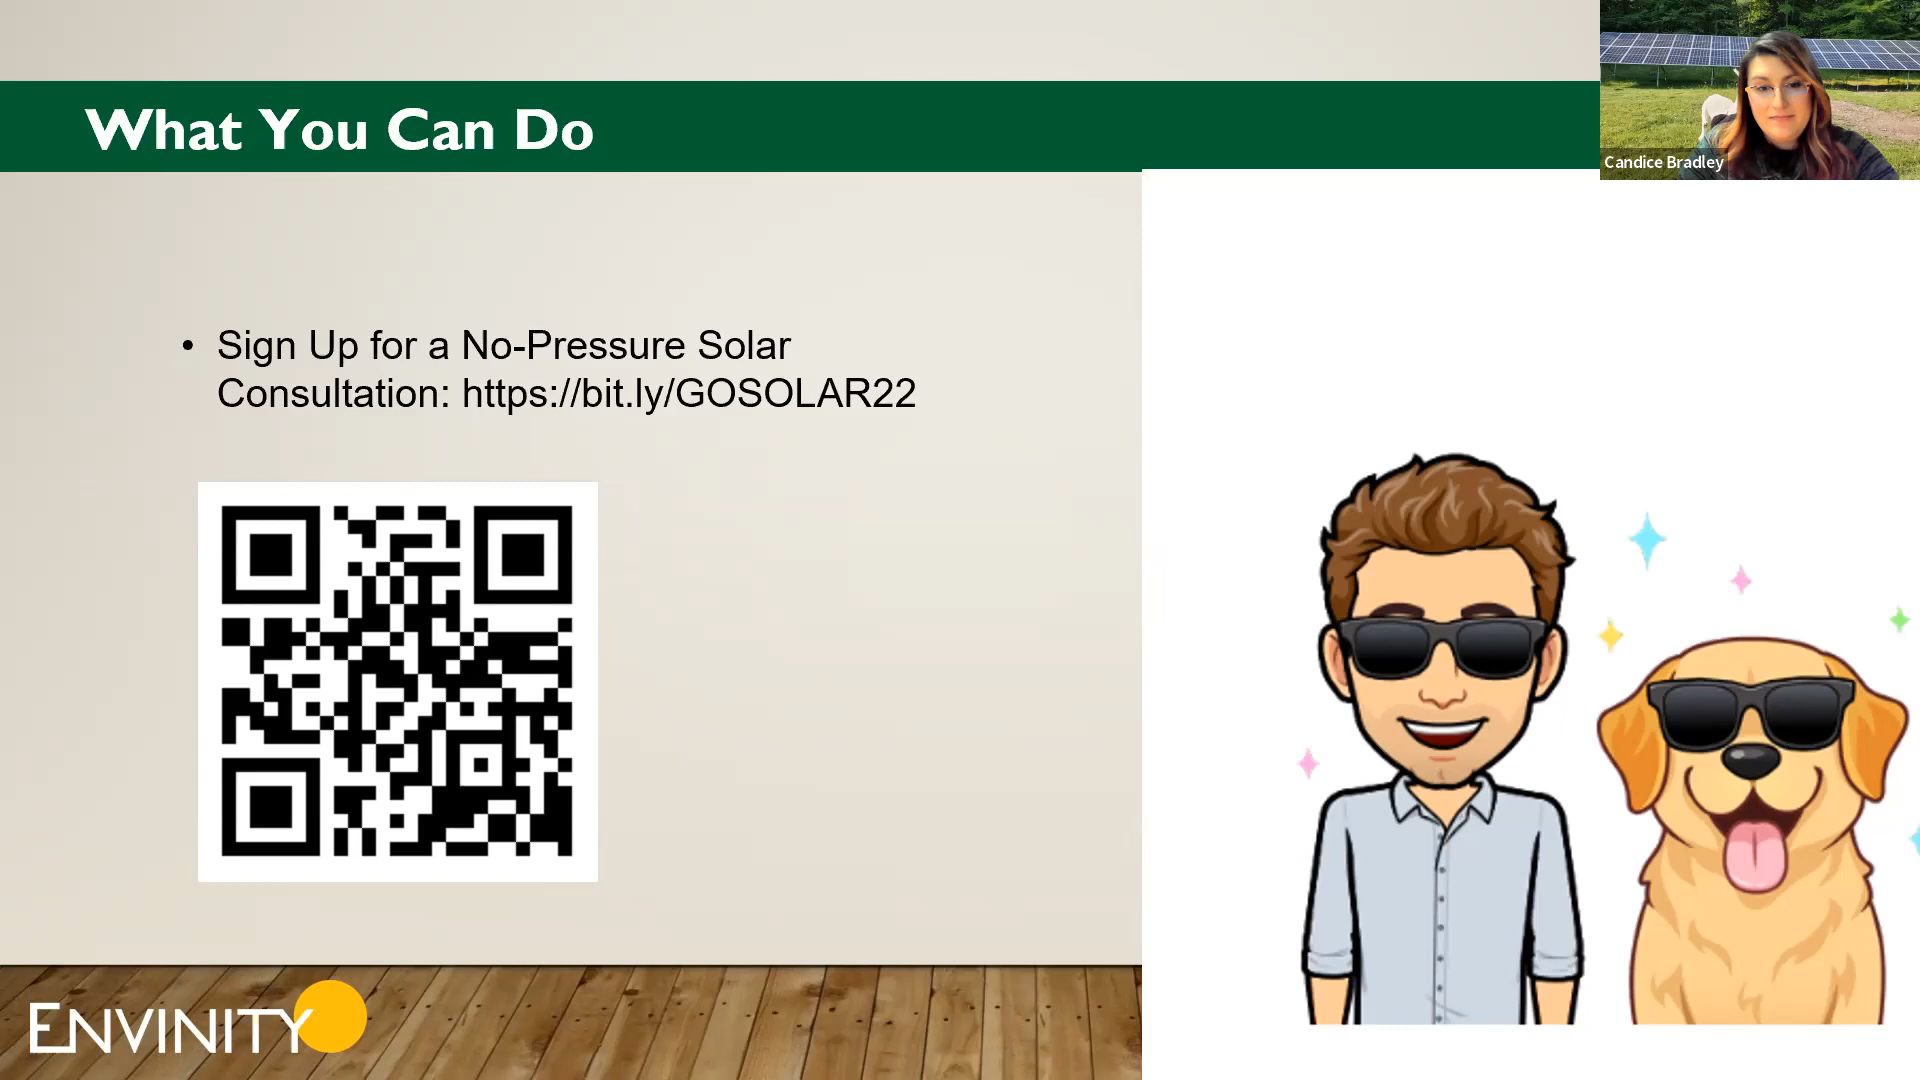 What You Can Do
Candice Bradley
• Sign Up for a No-Pressure Solar
Consultation: https://bit.ly/GOSOLAR22
ENVINITY